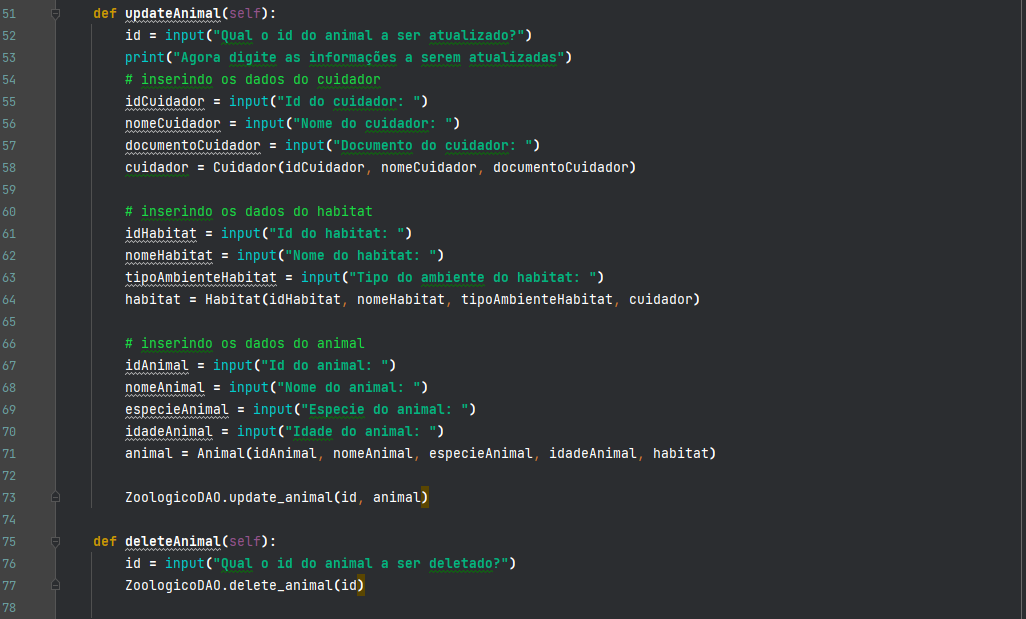 51 def updateAnimal(self):
52 id = input("Qual o id do animal a ser atualizado?")
53 print("Agora digite as informações a serem atualizadas")
54 # inserindo os dados do cuidador
55 idCuidador = input("Id do cuidador: ")
56 nomeCuidador = input("Nome do cuidador: ")
57 documentoCuidador = input("Documento do cuidador: ")
58 cuidador = Cuidador(idCuidador, nomeCuidador, documentoCuidador)
59
60 # inserindo os dados do habitat
61 idHabitat = input("Id do habitat: ")
62 nomeHabitat = input("Nome do habitat: ")
63 tipoAmbienteHabitat = input("Tipo do ambiente do habitat: ")
64 habitat = Habitat(idHabitat, nomeHabitat, tipoAmbienteHabitat, cuidador)
65
66 # inserindo os dados do animal
67 idAnimal = input("Id do animal: ")
68 nomeAnimal = input("Nome do animal: ")
69 especieAnimal = input("Especie do animal: ")
70 idadeAnimal = input("Idade do animal: ")
71 animal = Animal(idAnimal, nomeAnimal, especieAnimal, idadeAnimal, habitat)
72
73 ZoologicoDAO.update_animal(id, animal)
74
75 def deleteAnimal(self):
76 id = input("Qual o id do animal a ser deletado?")
77 ZoologicoDAO.delete_animal(id)
78